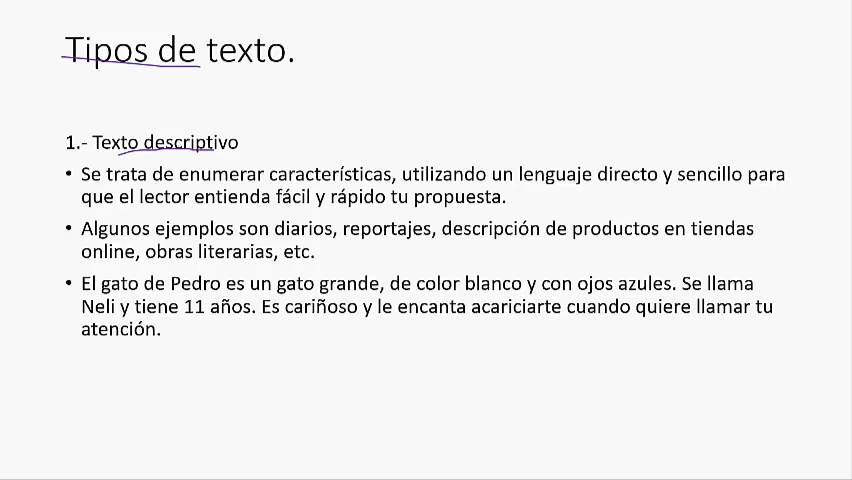 Tipos de texto.
1.- Texto descriptivo
• Se trata de enumerar características, utilizando un lenguaje directo y sencillo para
que el lector entienda fácil y rápido tu propuesta.
• Algunos ejemplos son diarios, reportajes, descripción de productos en tiendas
online, obras literarias, etc.
• El gato de Pedro es un gato grande, de color blanco y con ojos azules. Se llama
Neli y tiene 11 años. Es cariñoso y le encanta acariciarte cuando quiere llamar tu
atención.